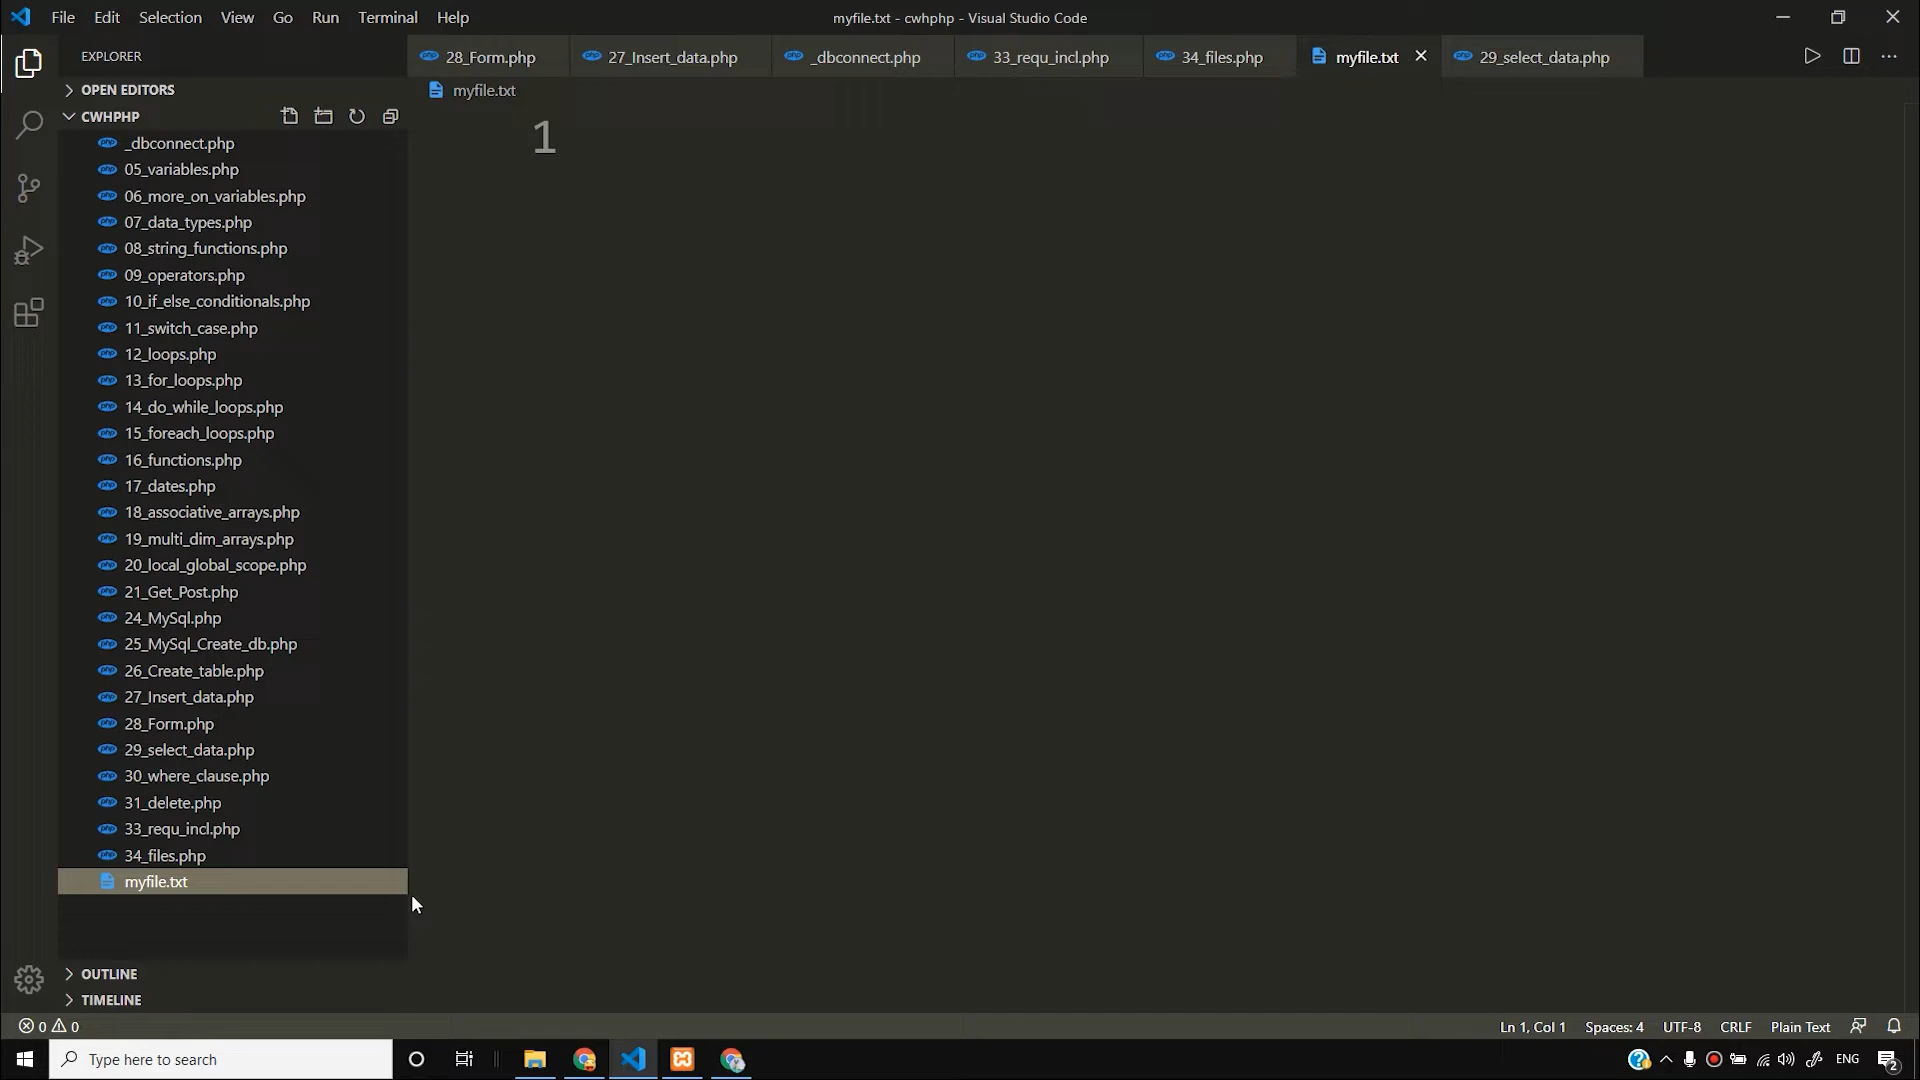 File Edit Selection View Go Run Terminal Help
myfile.txt - cwhphp - Visual Studio Code
EXPLORER
28_Form.php 27_Insert_data.php _dbconnect.php 33_requ_incl.php 34_files.php myfile.txt 29_select_data.php
OPEN EDITORS
myfile.txt
CWHPHP
1
_dbconnect.php
05_variables.php
06_more_on_variables.php
07_data_types.php
08_string_functions.php
09_operators.php
10_if_else_conditionals.php
11_switch_case.php
12_loops.php
13_for_loops.php
14_do_while_loops.php
15_foreach_loops.php
16_functions.php
17_dates.php
18_associative_arrays.php
19_multi_dim_arrays.php
20_local_global_scope.php
21_Get_Post.php
24_MySql.php
25_MySql_Create_db.php
26_Create_table.php
27_Insert_data.php
28_Form.php
29_select_data.php
30_where_clause.php
31_delete.php
33_requ_incl.php
34_files.php
myfile.txt
OUTLINE
TIMELINE
0 0 Ln 1, Col 1 Spaces: 4 UTF-8 CRLF Plain Text
Type here to search
ENG
2